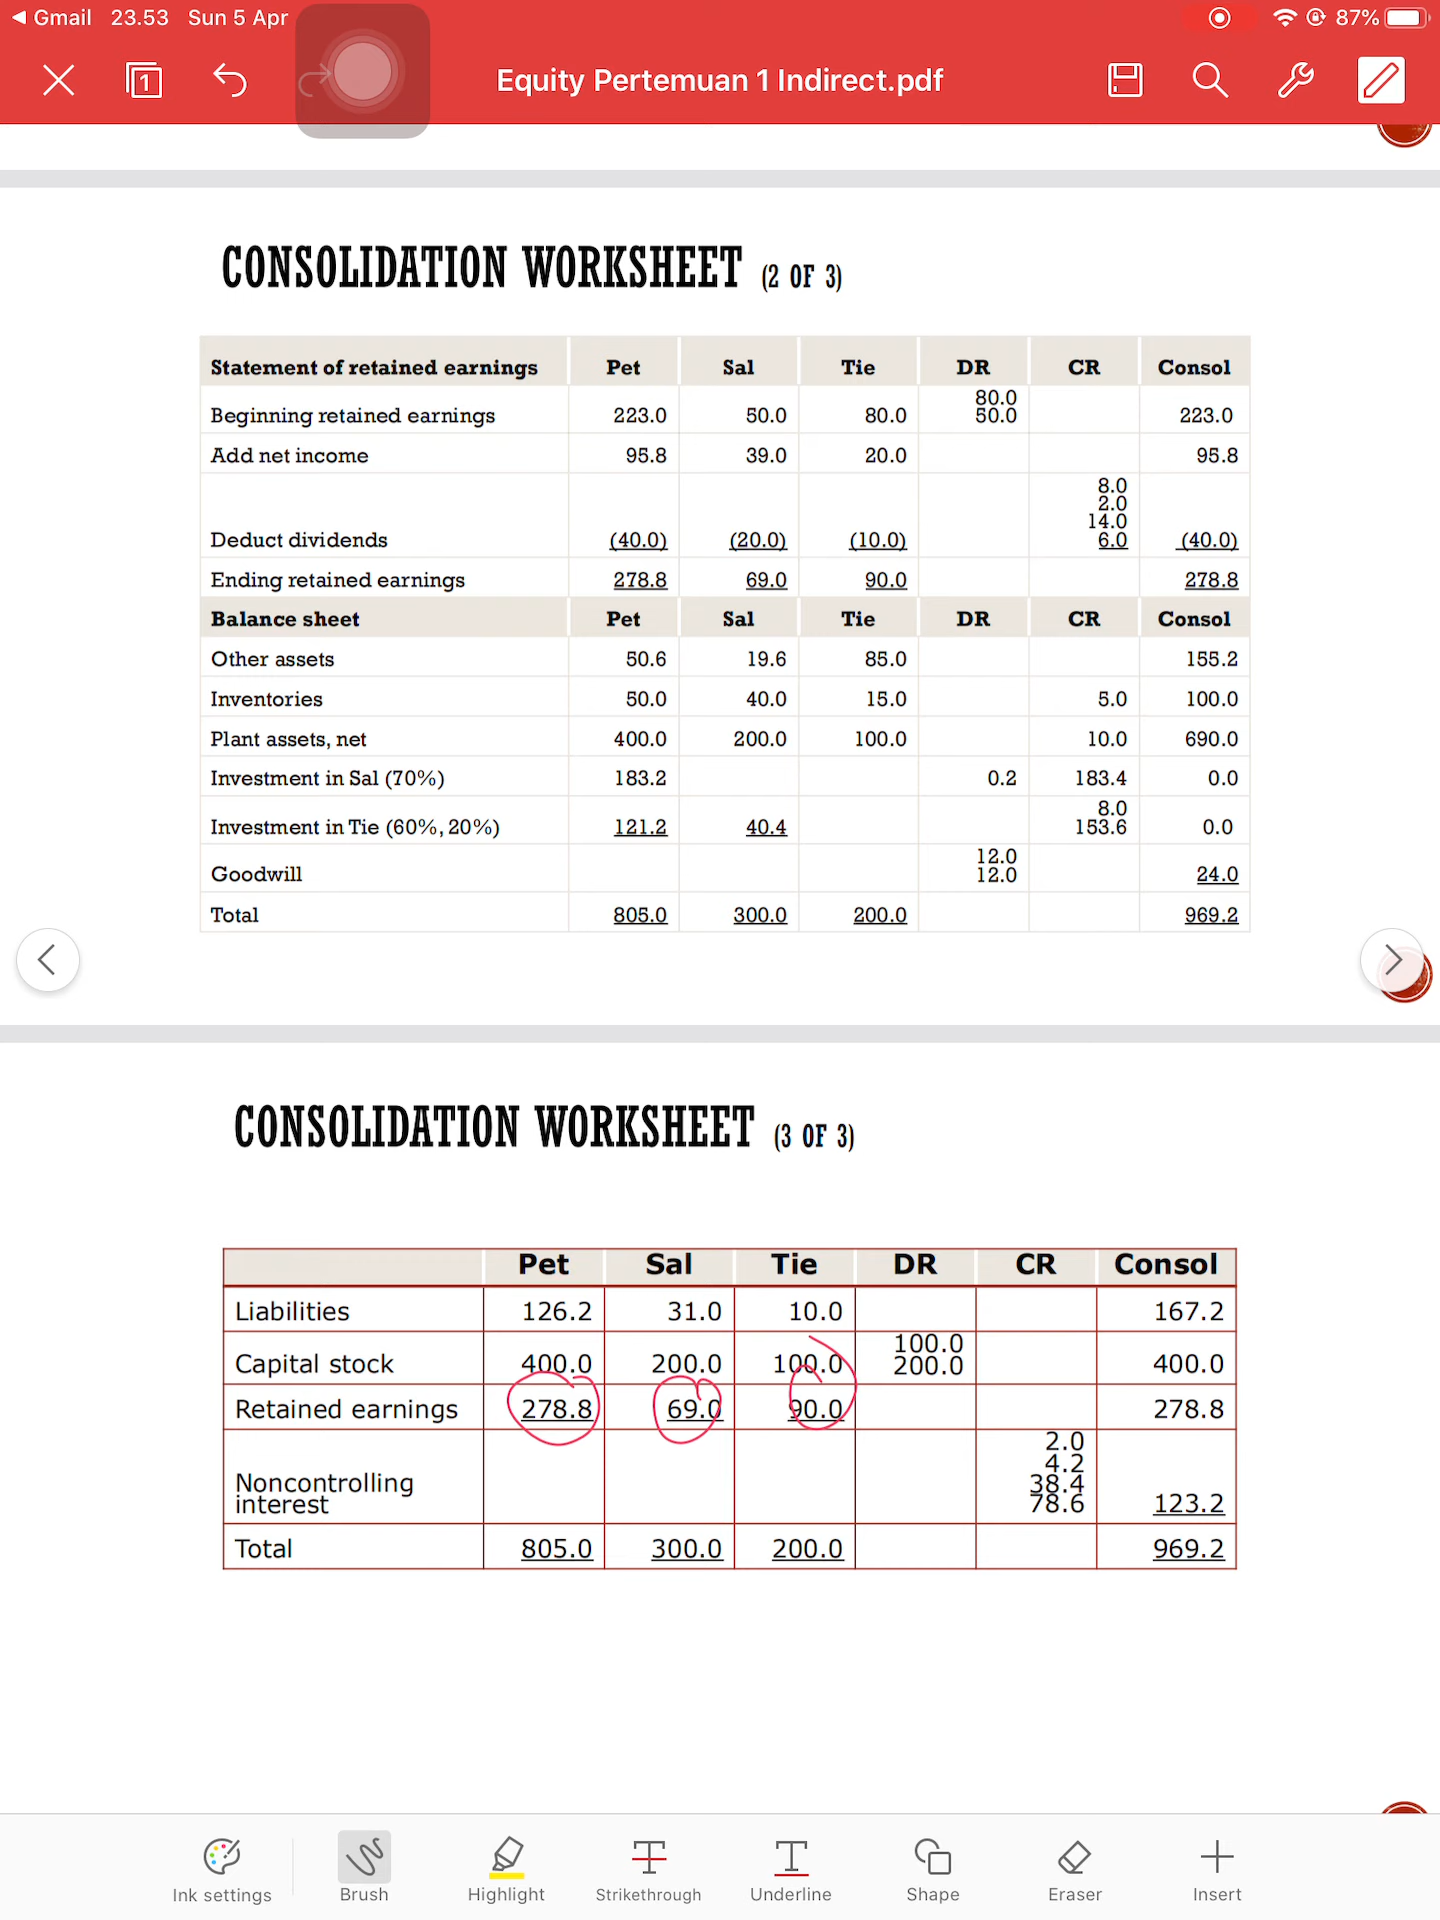 ◀ Gmail 23.53 Sun 5 Apr 87%
1 Equity Pertemuan 1 Indirect.pdf
CONSOLIDATION WORKSHEET (2 OF 3)
Statement of retained earnings Pet Sal Tie DR CR Consol
80.0
Beginning retained earnings 223.0 50.0 80.0 50.0 223.0
Add net income 95.8 39.0 20.0 95.8
8.0
2.0
14.0
Deduct dividends (40.0) (20.0) (10.0) 6.0 (40.0)
Ending retained earnings 278.8 69.0 90.0 278.8
Balance sheet Pet Sal Tie DR CR Consol
Other assets 50.6 19.6 85.0 155.2
Inventories 50.0 40.0 15.0 5.0 100.0
Plant assets, net 400.0 200.0 100.0 10.0 690.0
Investment in Sal (70%) 183.2 0.2 183.4 0.0
8.0
Investment in Tie (60%, 20%) 121.2 40.4 153.6 0.0
12.0
Goodwill 12.0 24.0
Total 805.0 300.0 200.0 969.2
CONSOLIDATION WORKSHEET (3 OF 3)
Pet Sal Tie DR CR Consol
Liabilities 126.2 31.0 10.0 167.2
100.0
Capital stock 400.0 200.0 100.0 200.0 400.0
Retained earnings 278.8 69.0 90.0 278.8
2.0
4.2
Noncontrolling 38.4
interest 78.6 123.2
Total 805.0 300.0 200.0 969.2
Ink settings Brush Highlight Strikethrough Underline Shape Eraser Insert